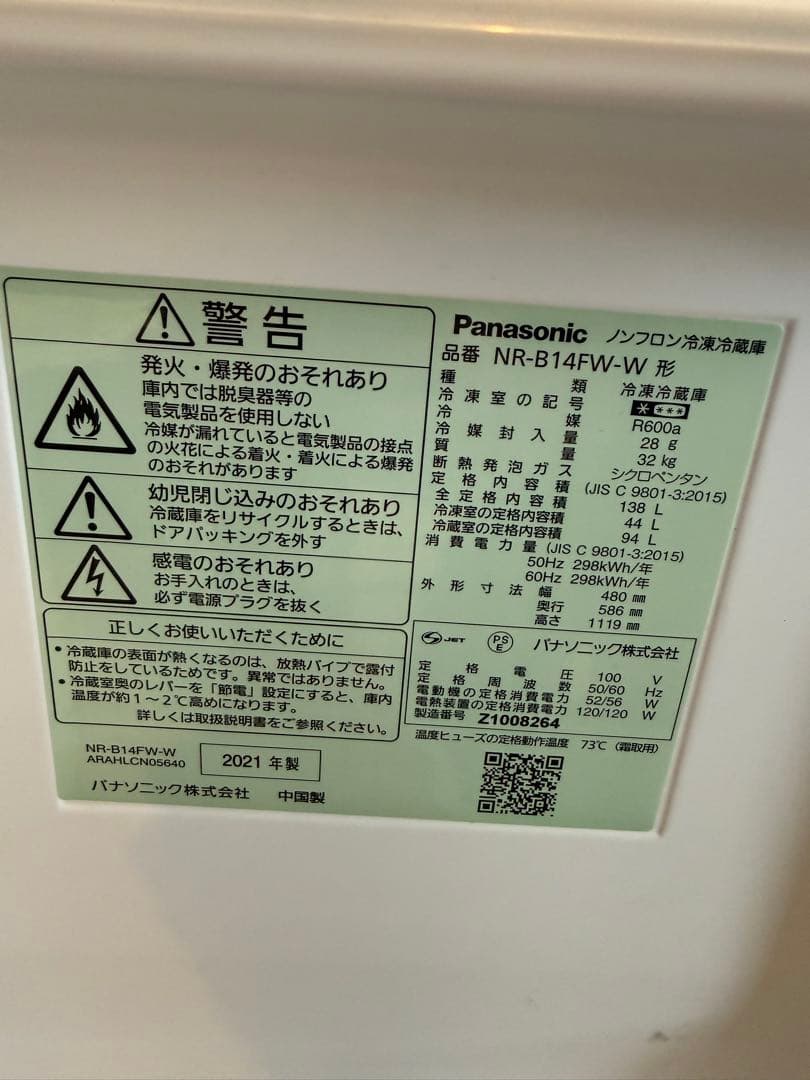 警告
発火・爆発のおそれあり
庫内では脱臭器等の
電気製品を使用しない
冷媒が漏れていると電気製品の接点
の火花による着火・着火による爆発
のおそれがあります
幼児閉じ込みのおそれあり
冷蔵庫をリサイクルするときは、
ドアパッキングを外す
感電のおそれあり
お手入れのときは、
必ず電源プラグを抜く
正しくお使いいただくために
• 冷蔵庫の表面が熱くなるのは、放熱パイプで露付
防止をしているためです。異常ではありません。
• 冷蔵室奥のレバーを「節電」設定にすると、庫内
温度が約1～2℃高めになります。
詳しくは取扱説明書をご参照ください。
NR-B14FW-W
ARAHLCN05640
2021 年製
パナソニック株式会社 中国製
Panasonic ノンフロン冷凍冷蔵庫
品番 NR-B14FW-W 形
種類 冷凍冷蔵庫
冷凍室の記号 * ***
冷媒 R600a
冷媒封入量 28 g
質量 32 kg
断熱発泡ガス シクロペンタン
定格内容積 (JIS C 9801-3:2015)
全定格内容積 138 L
冷凍室の定格内容積 44 L
冷蔵室の定格内容積 94 L
消費電力量 (JIS C 9801-3:2015)
50Hz 298kWh/年
60Hz 298kWh/年
外形寸法 幅 480 mm
奥行 586 mm
高さ 1119 mm
JET PSE パナソニック株式会社
定格電圧 100 V
定格周波数 50/60 Hz
電動機の定格消費電力 52/56 W
電熱装置の定格消費電力 120/120 W
製造番号 Z1008264
温度ヒューズの定格動作温度 73℃ (霜取用)